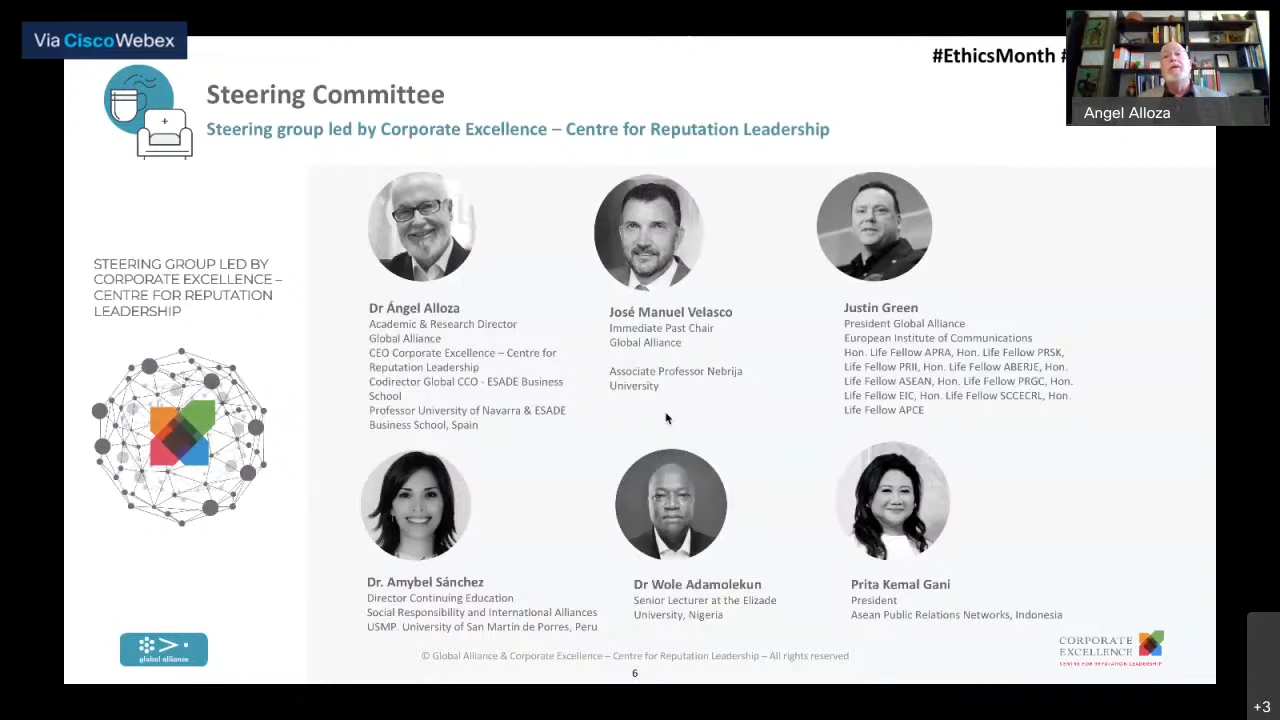 Via CiscoWebex
#EthicsMonth #
Angel Alloza
Steering Committee
Steering group led by Corporate Excellence – Centre for Reputation Leadership
STEERING GROUP LED BY
CORPORATE EXCELLENCE –
CENTRE FOR REPUTATION
LEADERSHIP
Dr Ángel Alloza
Academic & Research Director
Global Alliance
CEO Corporate Excellence – Centre for
Reputation Leadership
Codirector Global CCO - ESADE Business
School
Professor University of Navarra & ESADE
Business School, Spain
José Manuel Velasco
Immediate Past Chair
Global Alliance
Associate Professor Nebrija
University
Justin Green
President Global Alliance
European Institute of Communications
Hon. Life Fellow APRA, Hon. Life Fellow PRSK,
Hon. Life Fellow PRII, Hon. Life Fellow ABERJE, Hon.
Life Fellow ASEAN, Hon. Life Fellow PRGC, Hon.
Life Fellow EIC, Hon. Life Fellow SCCECRL, Hon.
Life Fellow APCE
Dr. Amybel Sánchez
Director Continuing Education
Social Responsibility and International Alliances
USMP. University of San Martín de Porres, Peru
Dr Wole Adamolekun
Senior Lecturer at the Elizade
University, Nigeria
Prita Kemal Gani
President
Asean Public Relations Networks, Indonesia
global alliance
© Global Alliance & Corporate Excellence – Centre for Reputation Leadership – All rights reserved
6
CORPORATE
EXCELLENCE
CENTRE FOR REPUTATION LEADERSHIP
+3